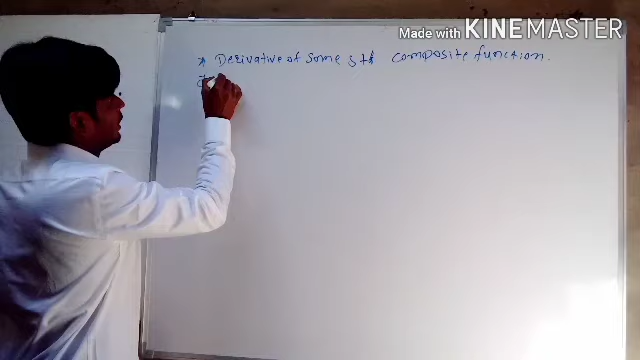 Made with KINEMASTER
* Derivative of some std composite function.